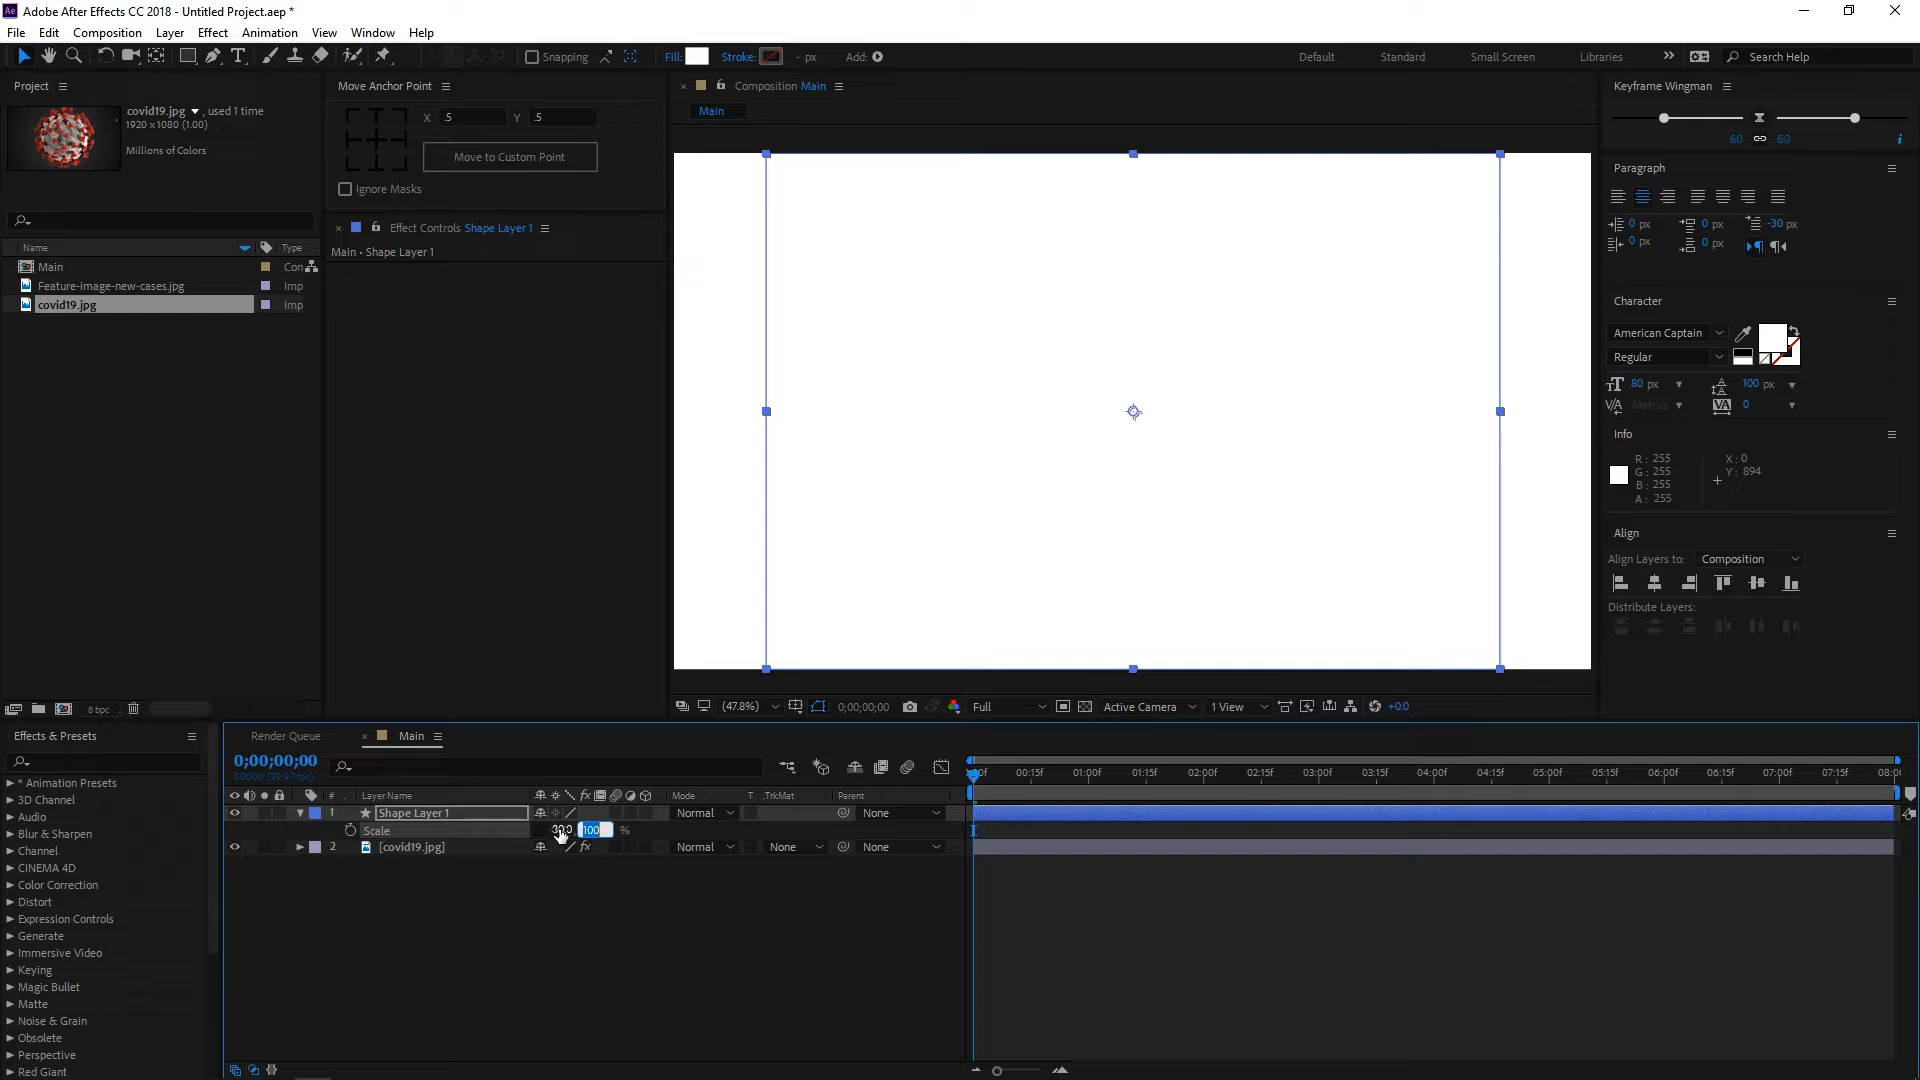 Adobe After Effects CC 2018 - Untitled Project.aep *
File Edit Composition Layer Effect Animation View Window Help
Snapping Fill: Stroke: - px Add: Default Standard Small Screen Libraries Search Help
Project Move Anchor Point Composition Main Keyframe Wingman
covid19.jpg , used 1 time
1920 x 1080 (1.00)
Millions of Colors
X .5 Y .5
Main
Move to Custom Point
Ignore Masks
60 60
Effect Controls Shape Layer 1
Main • Shape Layer 1
Name Type
Main Con
Feature-image-new-cases.jpg Imp
covid19.jpg Imp
Paragraph
0 px 0 px -30 px
0 px 0 px
Character
American Captain
Regular
80 px 100 px
Metrics 0
Info
R: 255 X: 0
G: 255 Y: 894
B: 255
A: 255
Align
Align Layers to: Composition
Distribute Layers:
8 bpc
(47.8%) 0;00;00;00 Full Active Camera 1 View +0.0
Effects & Presets
* Animation Presets
3D Channel
Audio
Blur & Sharpen
Channel
CINEMA 4D
Color Correction
Distort
Expression Controls
Generate
Immersive Video
Keying
Magic Bullet
Matte
Noise & Grain
Obsolete
Perspective
Red Giant
Render Queue Main
0;00;00;00
00000 (29.97 fps)
00:15f 01:00f 01:15f 02:00f 02:15f 03:00f 03:15f 04:00f 04:15f 05:00f 05:15f 06:00f 06:15f 07:00f 07:15f 08:0
# Layer Name Mode T .TrkMat Parent
1 Shape Layer 1 Normal None
Scale 100 %
2 [covid19.jpg] fx Normal None None